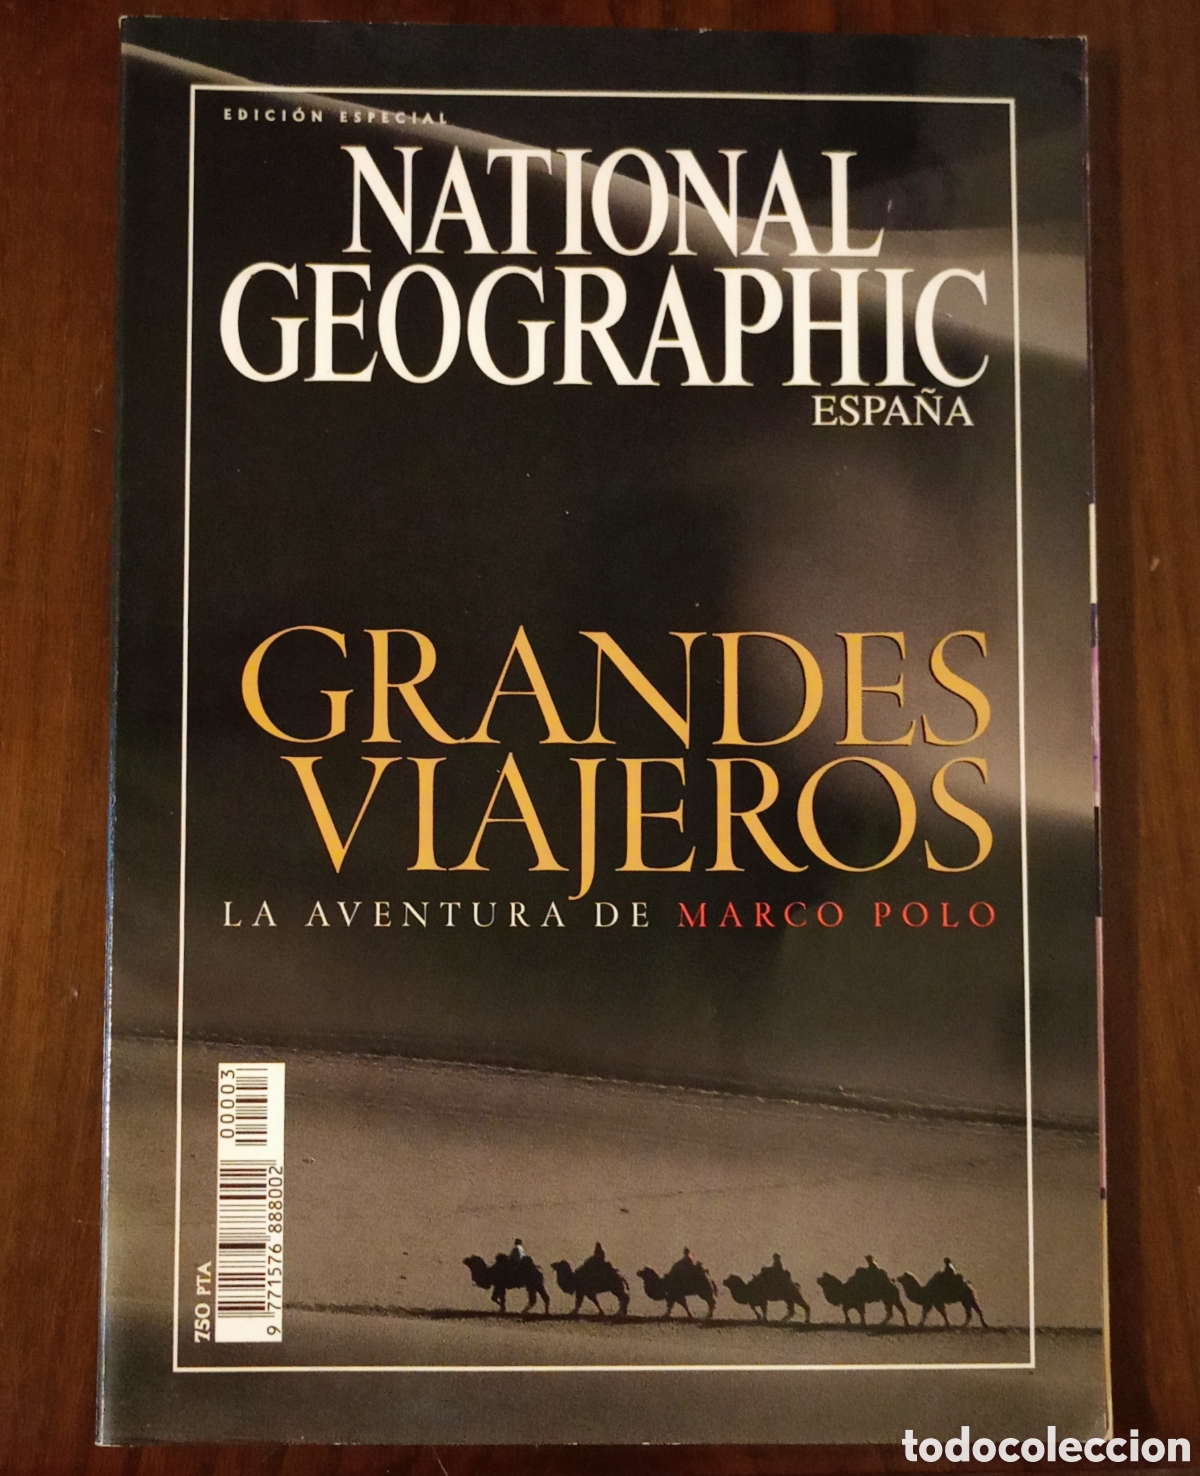 EDICIÓN ESPECIAL
NATIONAL
GEOGRAPHIC
ESPAÑA
GRANDES
VIAJEROS
LA AVENTURA DE MARCO POLO
00003
9 771576 888002
750 PTA
todocoleccion